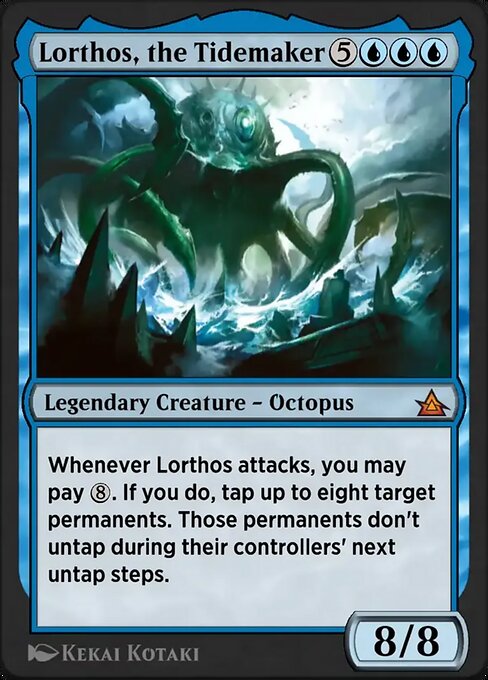 Lorthos, the Tidemaker 5
Legendary Creature – Octopus
Whenever Lorthos attacks, you may
pay 8. If you do, tap up to eight target
permanents. Those permanents don't
untap during their controllers' next
untap steps.
8/8
KEKAI KOTAKI